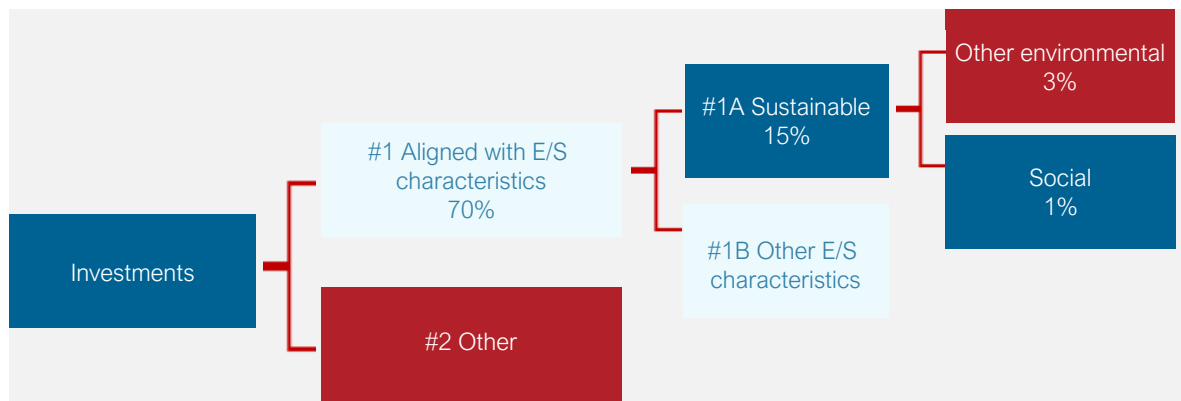 Other environmental
3%
#1A Sustainable
15%
#1 Aligned with E/S
characteristics
70%
Social
1%
#1B Other E/S
characteristics
Investments
#2 Other